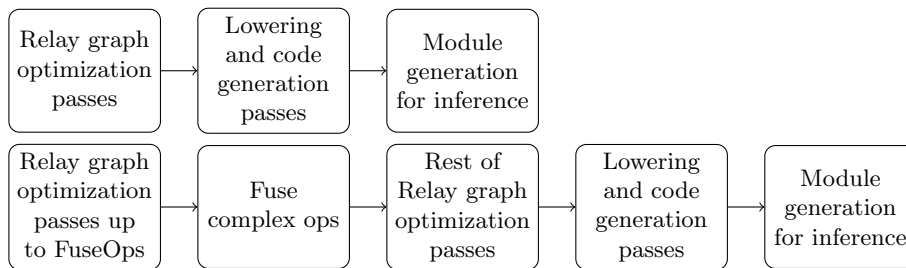 Relay graph
optimization
passes
Lowering
and code
generation
passes
Module
generation
for inference
Relay graph
optimization
passes up
to FuseOps
Fuse
complex ops
Rest of
Relay graph
optimization
passes
Lowering
and code
generation
passes
Module
generation
for inference